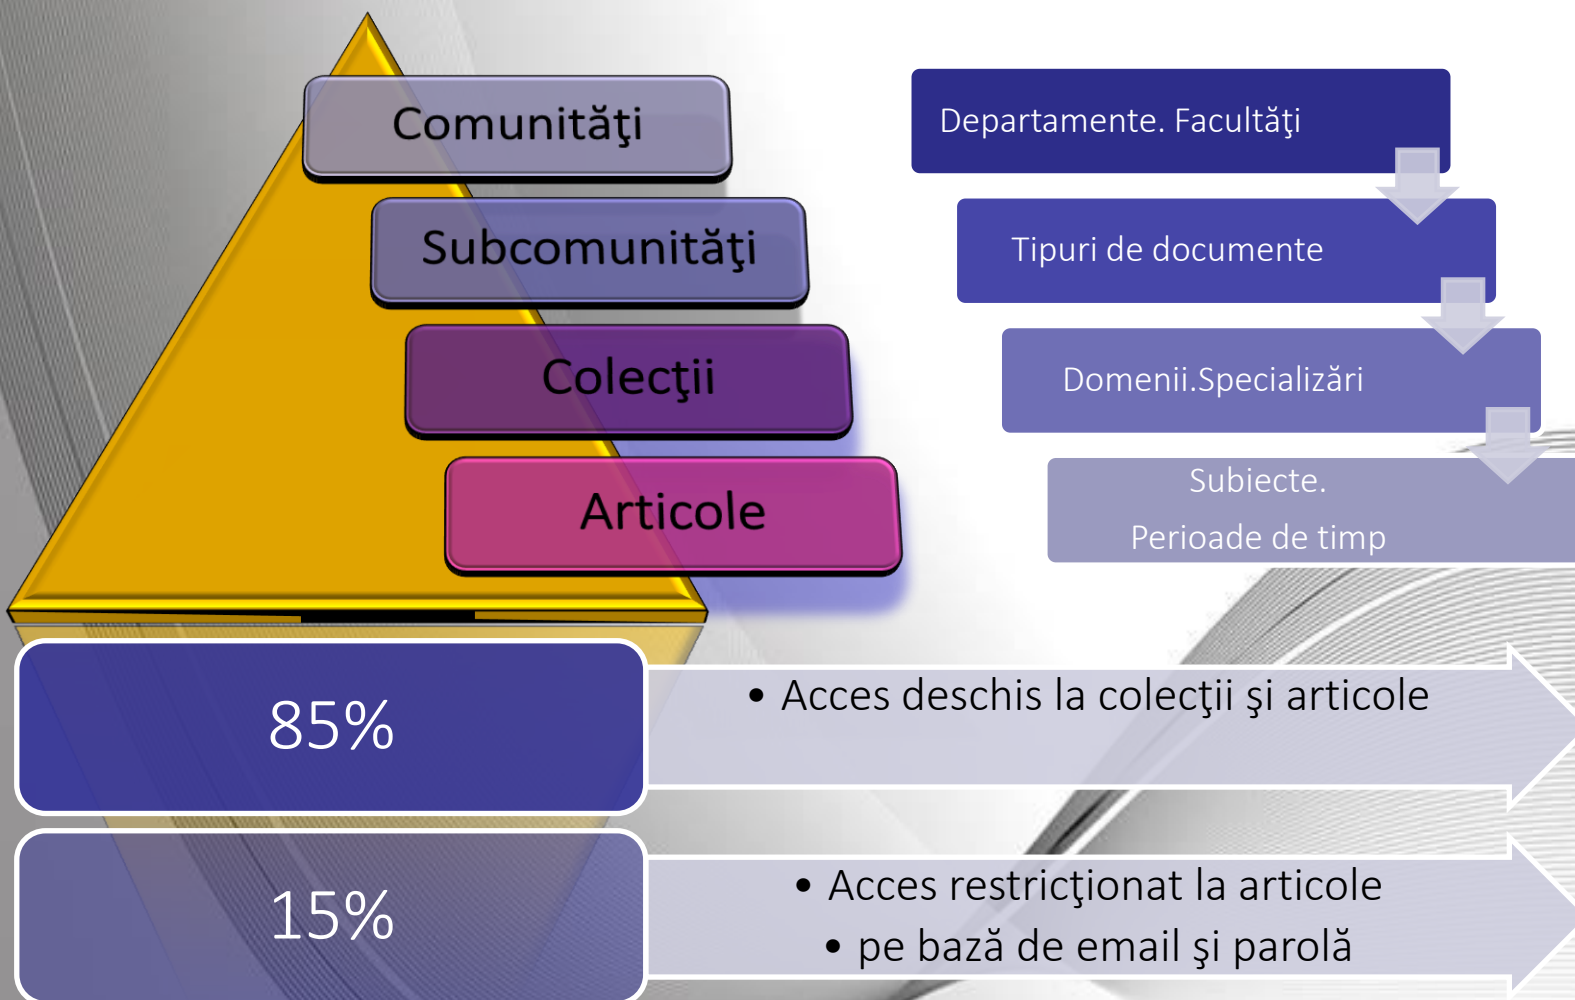 Comunităţi
Subcomunităţi
Colecţii
Articole
Departamente. Facultăţi
Tipuri de documente
Domenii.Specializări
Subiecte.
Perioade de timp
85%
• Acces deschis la colecţii şi articole
15%
• Acces restricţionat la articole
• pe bază de email şi parolă